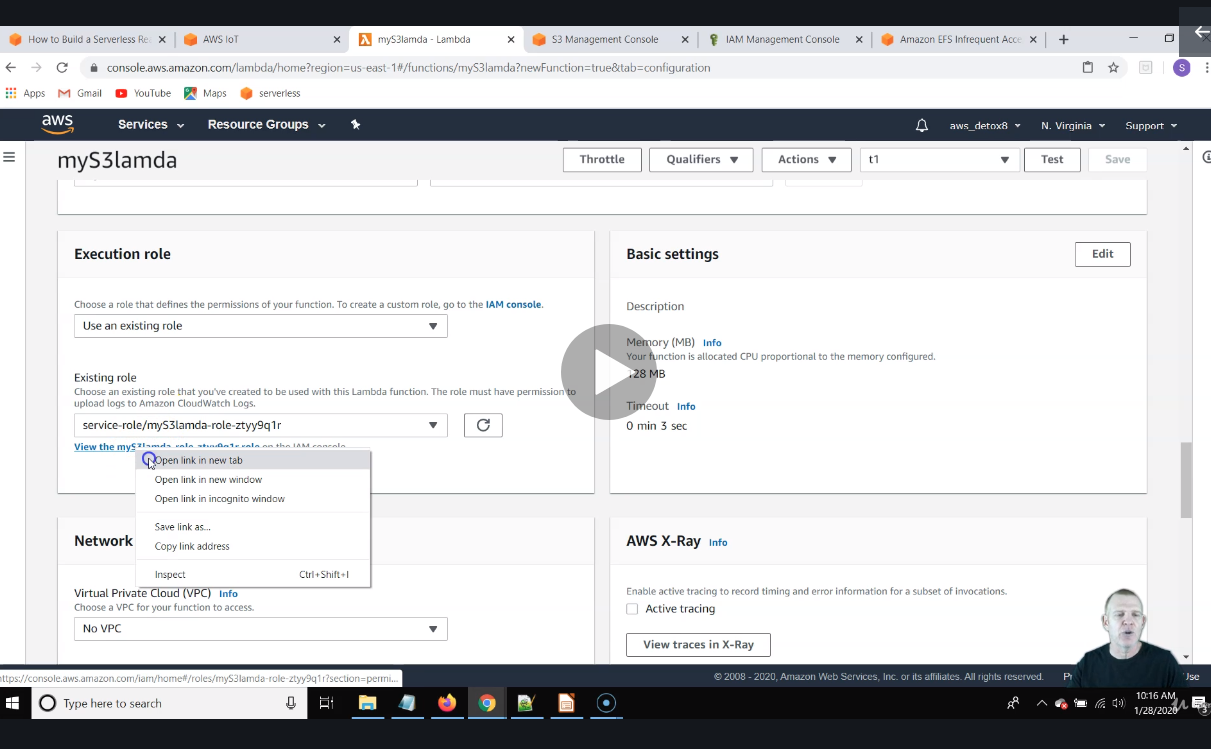 How to Build a Serverless Re
AWS IoT
myS3lamda - Lambda
S3 Management Console
IAM Management Console
Amazon EFS Infrequent Acce
console.aws.amazon.com/lambda/home?region=us-east-1#/functions/myS3lamda?newFunction=true&tab=configuration
S
Apps
Gmail
YouTube
Maps
serverless
aws
Services
Resource Groups
aws_detox8
N. Virginia
Support
myS3lamda
Throttle
Qualifiers
Actions
t1
Test
Save
Execution role
Choose a role that defines the permissions of your function. To create a custom role, go to the IAM console.
Use an existing role
Existing role
Choose an existing role that you've created to be used with this Lambda function. The role must have permission to
upload logs to Amazon CloudWatch Logs.
service-role/myS3lamda-role-ztyy9q1r
View the myS3lamda-role-ztyy9q1r role on the IAM console.
Open link in new tab
Open link in new window
Open link in incognito window
Save link as...
Copy link address
Inspect Ctrl+Shift+I
Basic settings
Edit
Description
Memory (MB) Info
Your function is allocated CPU proportional to the memory configured.
128 MB
Timeout Info
0 min 3 sec
Network
Virtual Private Cloud (VPC) Info
Choose a VPC for your function to access.
No VPC
AWS X-Ray Info
Enable active tracing to record timing and error information for a subset of invocations.
Active tracing
View traces in X-Ray
https://console.aws.amazon.com/iam/home#/roles/myS3lamda-role-ztyy9q1r?section=permi...
© 2008 - 2020, Amazon Web Services, Inc. or its affiliates. All rights reserved.
Use
Type here to search
10:16 AM
1/28/2020
3